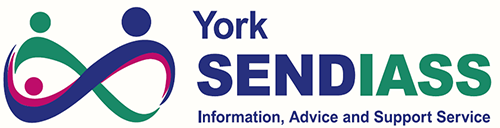 York
SENDIASS
Information, Advice and Support Service